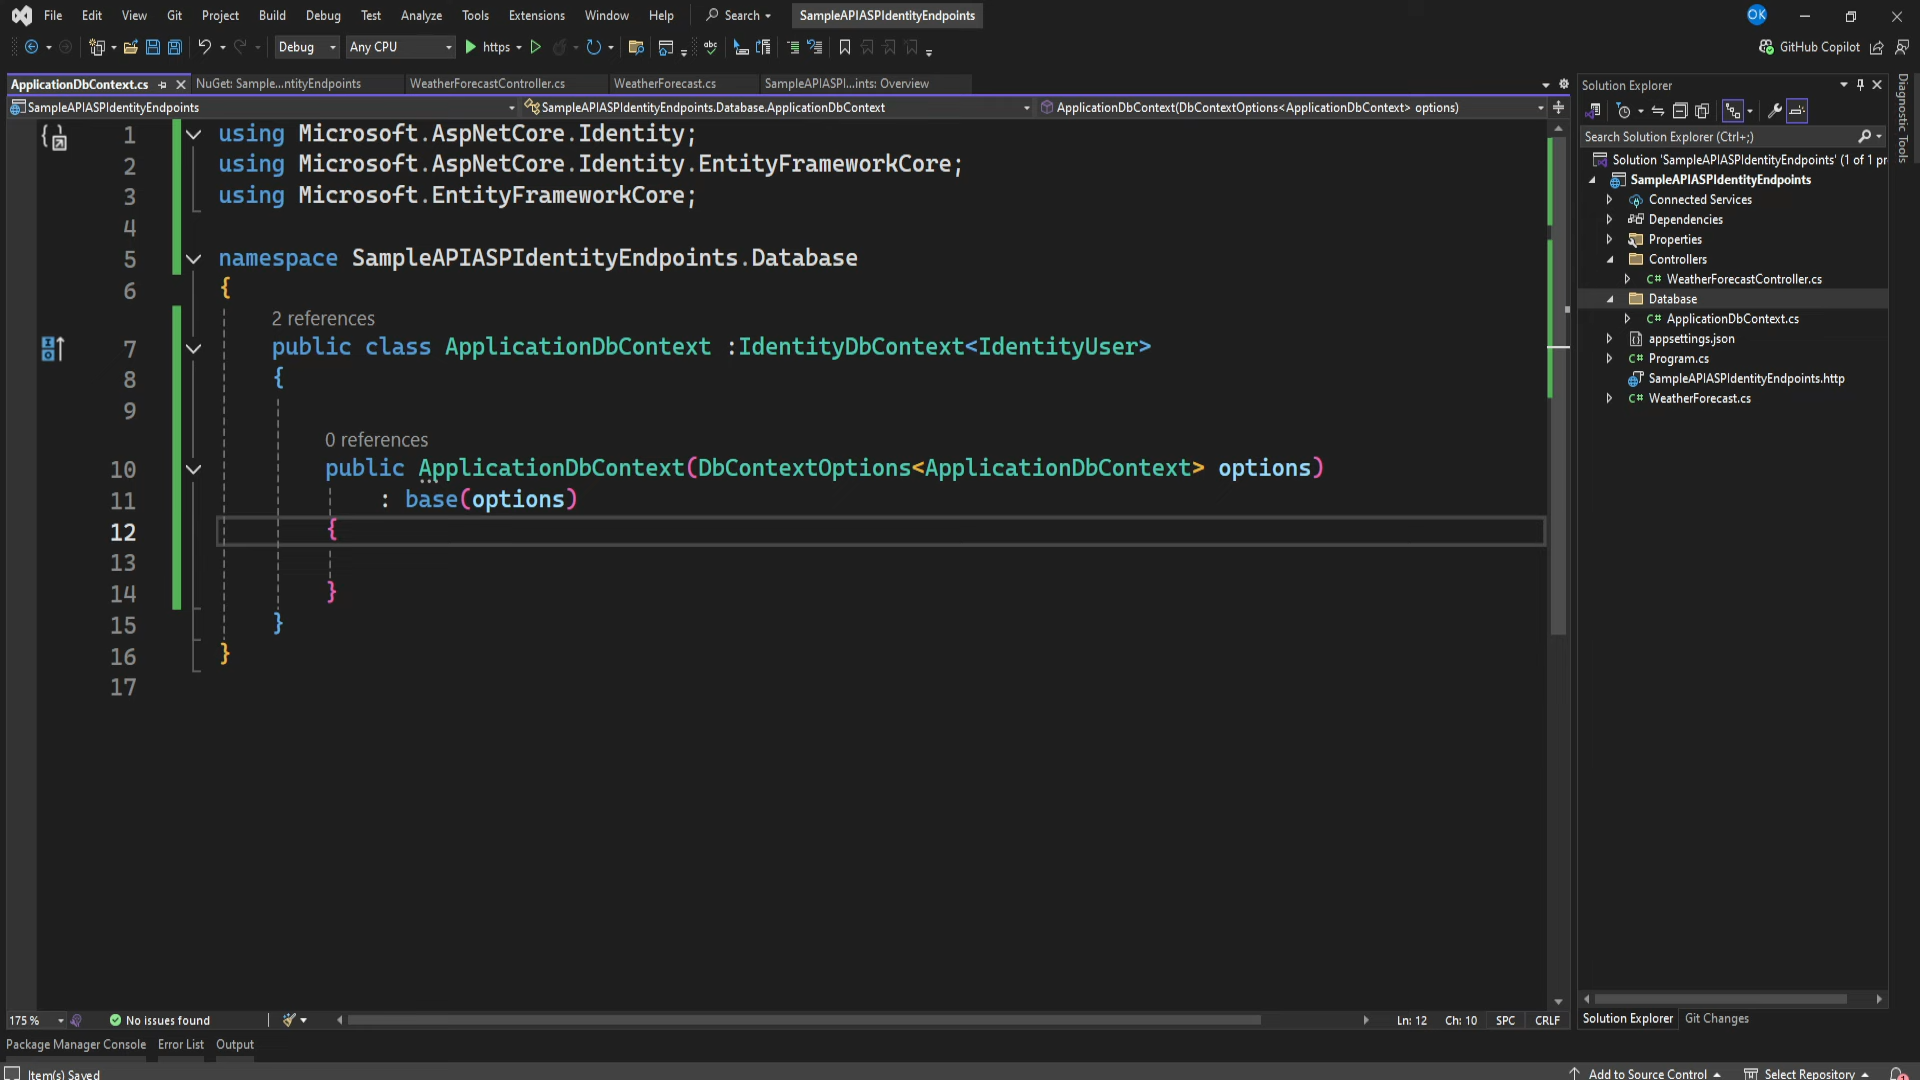 File Edit View Git Project Build Debug Test Analyze Tools Extensions Window Help Search SampleAPIASPIdentityEndpoints OK
Debug Any CPU https GitHub Copilot
ApplicationDbContext.cs NuGet: Sample...ntityEndpoints WeatherForecastController.cs WeatherForecast.cs SampleAPIASPI...ints: Overview
SampleAPIASPIdentityEndpoints SampleAPIASPIdentityEndpoints.Database.ApplicationDbContext ApplicationDbContext(DbContextOptions<ApplicationDbContext> options)
1 using Microsoft.AspNetCore.Identity;
2 using Microsoft.AspNetCore.Identity.EntityFrameworkCore;
3 using Microsoft.EntityFrameworkCore;
4
5 namespace SampleAPIASPIdentityEndpoints.Database
6 {
2 references
7 public class ApplicationDbContext :IdentityDbContext<IdentityUser>
8 {
9
0 references
10 public ApplicationDbContext(DbContextOptions<ApplicationDbContext> options)
11 : base(options)
12 {
13
14 }
15 }
16 }
17
175 % No issues found Ln: 12 Ch: 10 SPC CRLF
Package Manager Console Error List Output
Item(s) Saved
Solution Explorer
Search Solution Explorer (Ctrl+;)
Solution 'SampleAPIASPIdentityEndpoints' (1 of 1 pr
SampleAPIASPIdentityEndpoints
Connected Services
Dependencies
Properties
Controllers
C# WeatherForecastController.cs
Database
C# ApplicationDbContext.cs
appsettings.json
C# Program.cs
SampleAPIASPIdentityEndpoints.http
C# WeatherForecast.cs
Solution Explorer Git Changes
Add to Source Control Select Repository
Diagnostic Tools